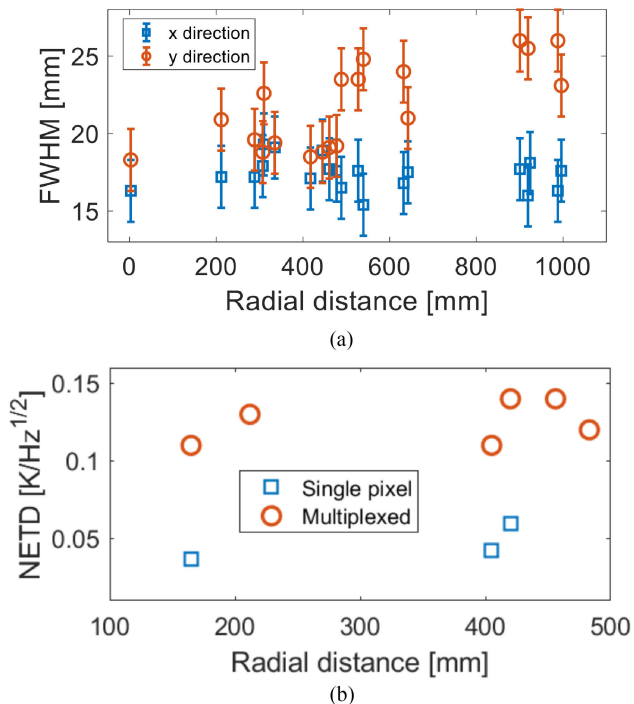 x direction
y direction
FWHM [mm]
25
20
15
0
200
400
600
800
1000
Radial distance [mm]
(a)
NETD [K/Hz^1/2]
0.15
0.1
0.05
Single pixel
Multiplexed
100
200
300
400
500
Radial distance [mm]
(b)